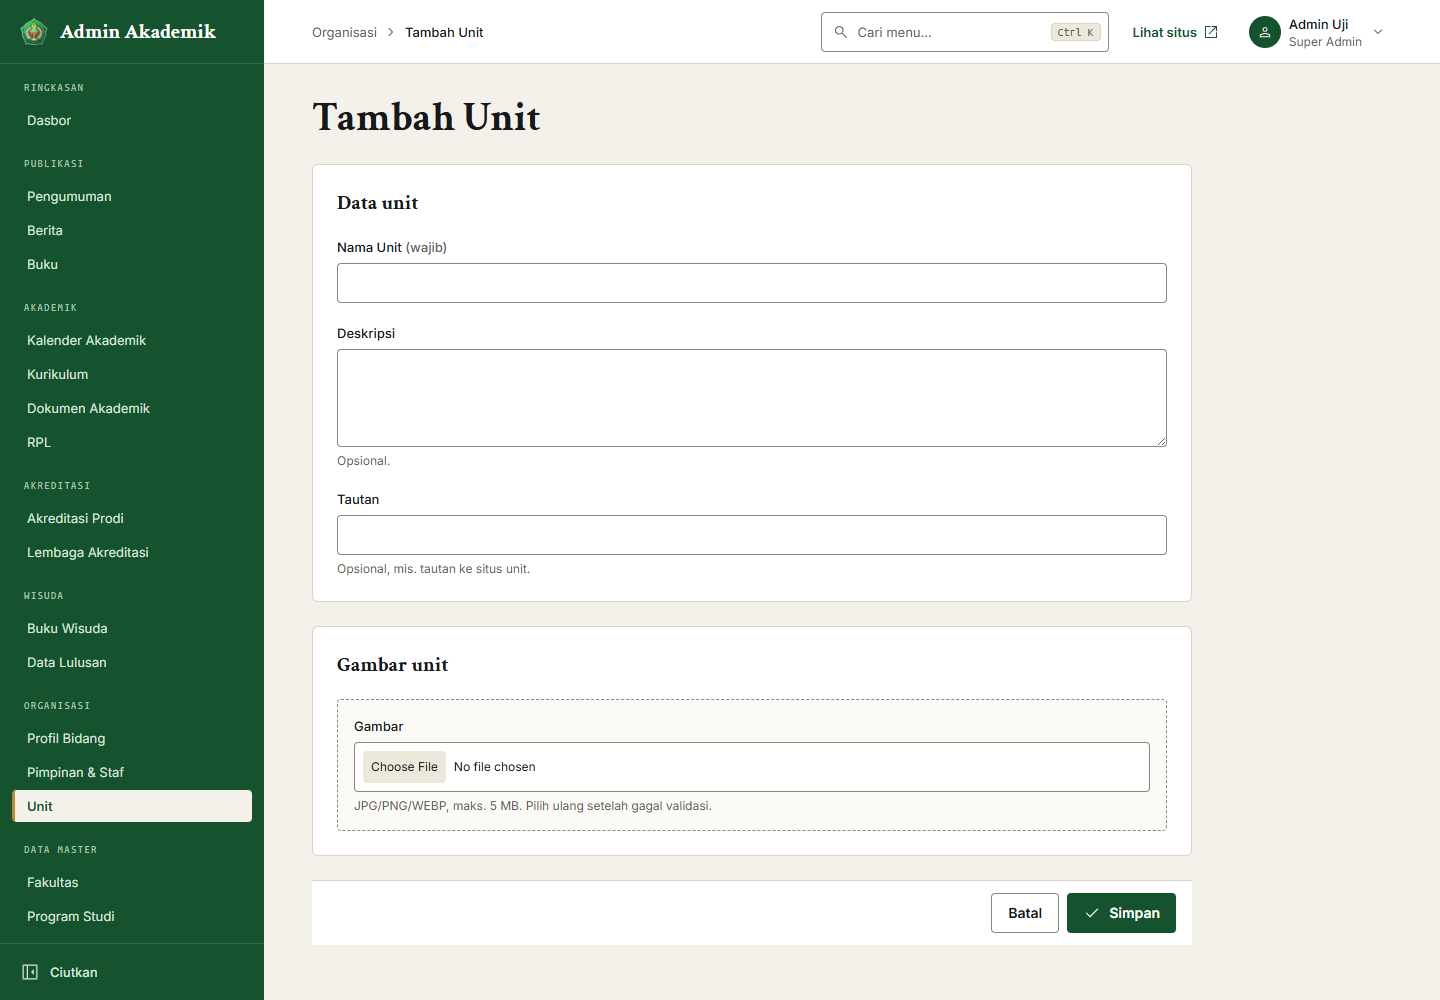 Admin Akademik
RINGKASAN
Dasbor
PUBLIKASI
Pengumuman
Berita
Buku
AKADEMIK
Kalender Akademik
Kurikulum
Dokumen Akademik
RPL
AKREDITASI
Akreditasi Prodi
Lembaga Akreditasi
WISUDA
Buku Wisuda
Data Lulusan
ORGANISASI
Profil Bidang
Pimpinan & Staf
Unit
DATA MASTER
Fakultas
Program Studi
Ciutkan
Organisasi > Tambah Unit
Cari menu... Ctrl K
Lihat situs
Admin Uji
Super Admin
Tambah Unit
Data unit
Nama Unit (wajib)
Deskripsi
Opsional.
Tautan
Opsional, mis. tautan ke situs unit.
Gambar unit
Gambar
Choose File No file chosen
JPG/PNG/WEBP, maks. 5 MB. Pilih ulang setelah gagal validasi.
Batal Simpan